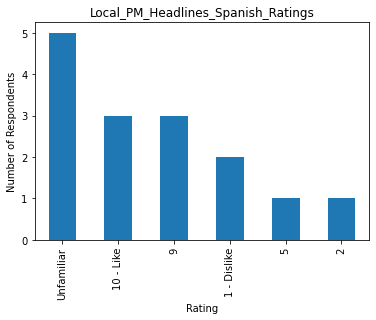 Local_PM_Headlines_Spanish_Ratings
Number of Respondents
5
4
3
2
1
0
Unfamiliar
10 - Like
9
1 - Dislike
5
2
Rating